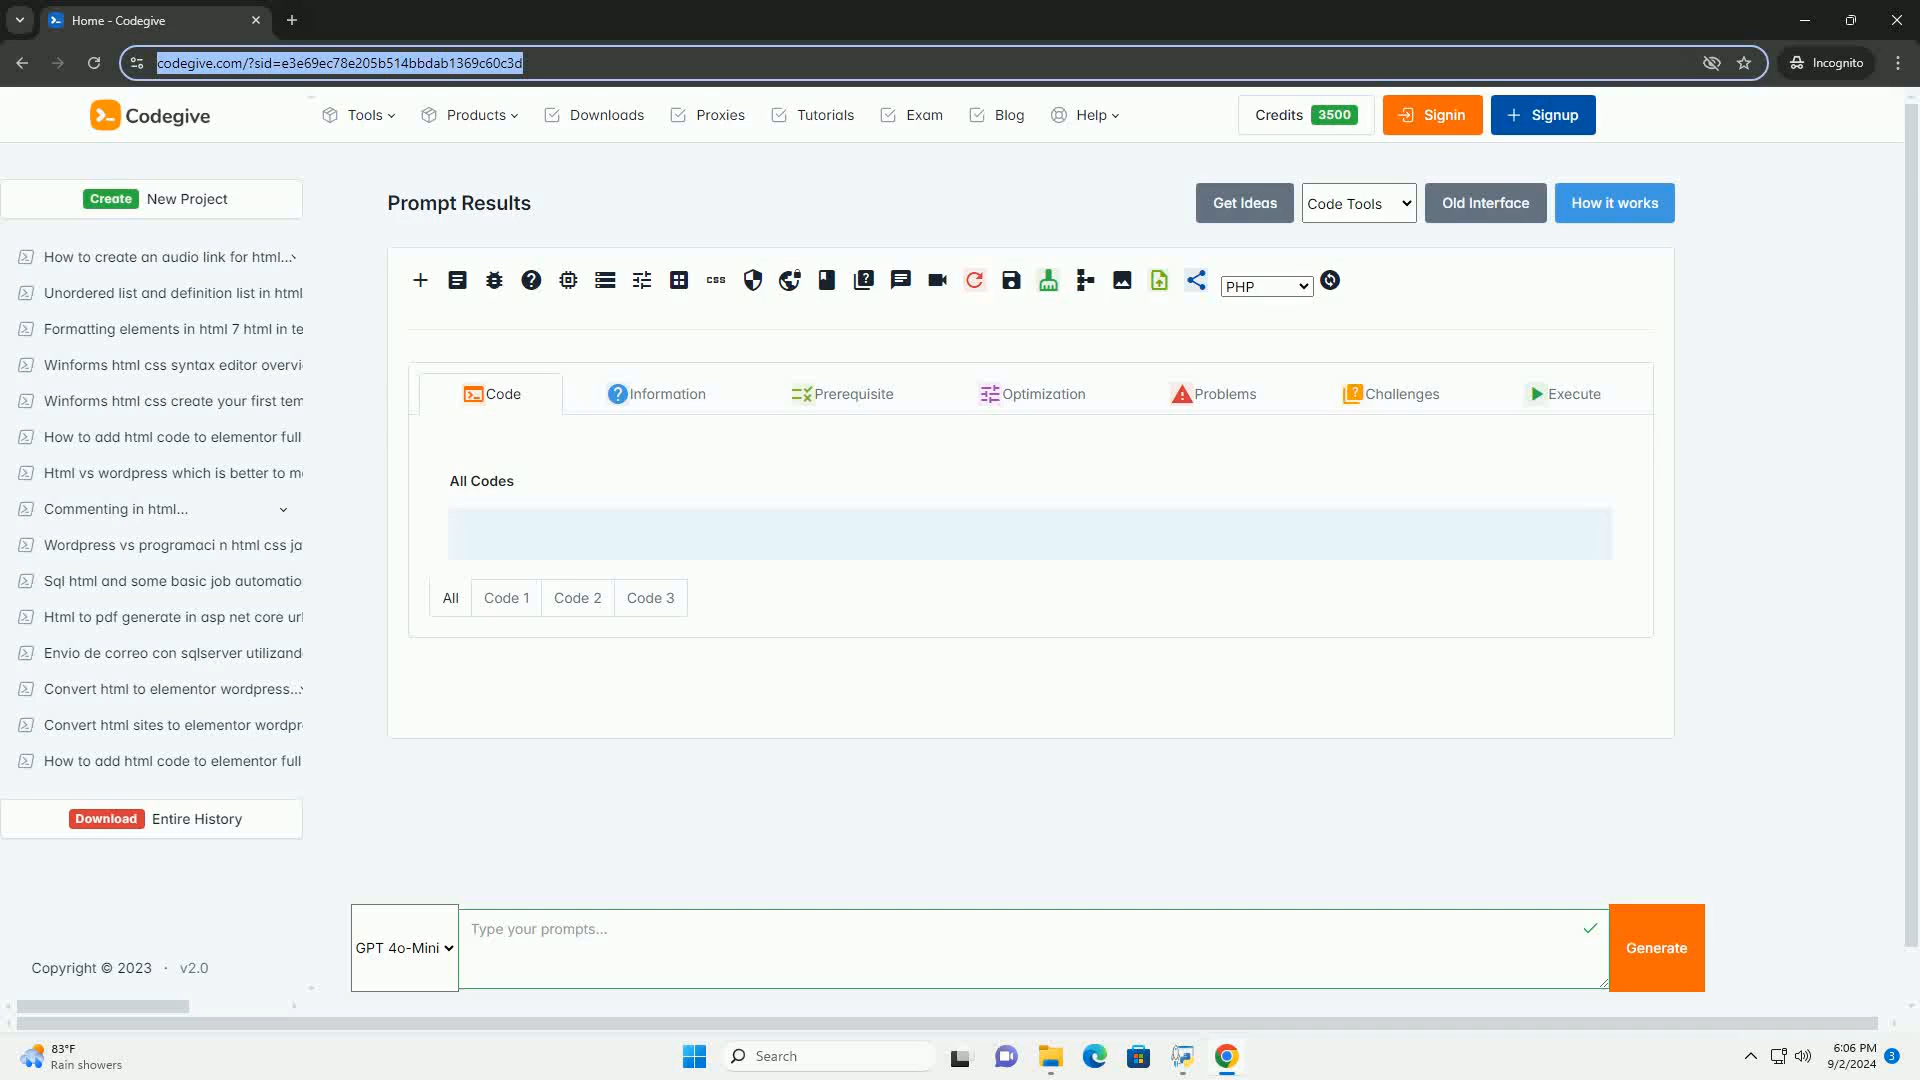 Home - Codegive
codegive.com/?sid=e3e69ec78e205b514bbdab1369c60c3d
Incognito
Codegive
Tools
Products
Downloads
Proxies
Tutorials
Exam
Blog
Help
Credits 3500
Signin
Signup
Create New Project
How to create an audio link for html...
Unordered list and definition list in html
Formatting elements in html 7 html in te
Winforms html css syntax editor overvi
Winforms html css create your first tem
How to add html code to elementor full
Html vs wordpress which is better to m
Commenting in html...
Wordpress vs programaci n html css ja
Sql html and some basic job automatio
Html to pdf generate in asp net core url
Envio de correo con sqlserver utilizand
Convert html to elementor wordpress...
Convert html sites to elementor wordpr
How to add html code to elementor full
Download Entire History
Copyright © 2023 · v2.0
Prompt Results
Get Ideas
Code Tools
Old Interface
How it works
css
PHP
Code
Information
Prerequisite
Optimization
Problems
Challenges
Execute
All Codes
All
Code 1
Code 2
Code 3
GPT 4o-Mini
Type your prompts...
Generate
83°F
Rain showers
Search
6:06 PM
9/2/2024
3